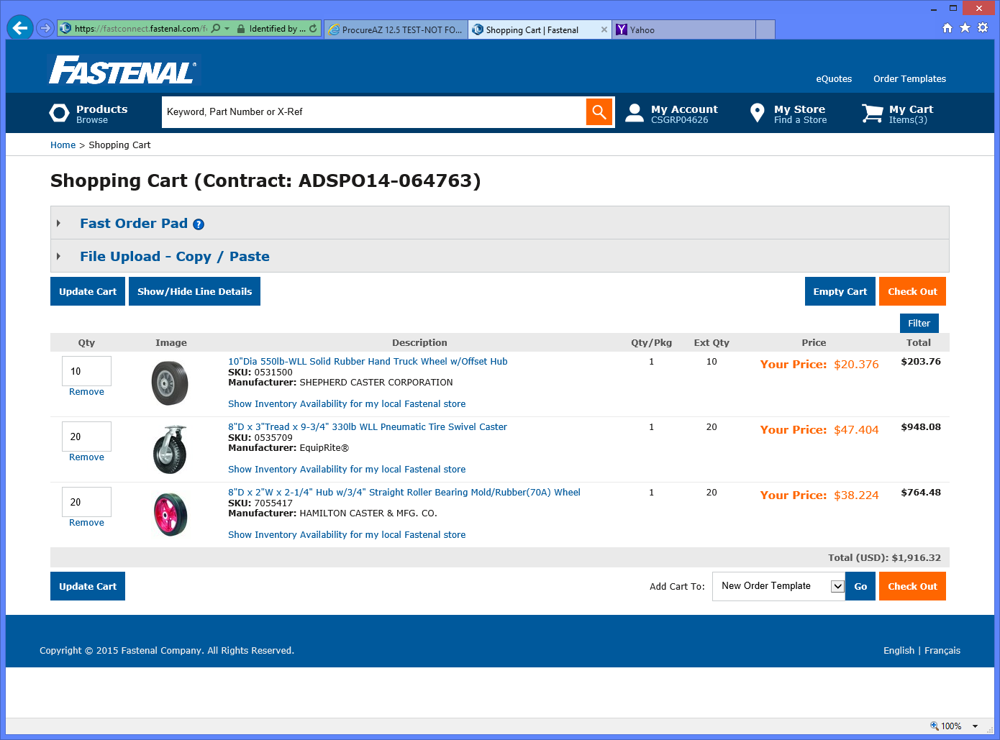 https://fastconnect.fastenal.com/f
Identified by ...
ProcureAZ 12.5 TEST-NOT FO...
Shopping Cart | Fastenal
Yahoo
FASTENAL®
eQuotes
Order Templates
Products
Browse
Keyword, Part Number or X-Ref
My Account
CSGRP04626
My Store
Find a Store
My Cart
Items(3)
Home > Shopping Cart
Shopping Cart (Contract: ADSPO14-064763)
Fast Order Pad ?
File Upload - Copy / Paste
Update Cart
Show/Hide Line Details
Empty Cart
Check Out
Filter
Qty Image Description Qty/Pkg Ext Qty Price Total
10
Remove
10"Dia 550lb-WLL Solid Rubber Hand Truck Wheel w/Offset Hub
SKU: 0531500
Manufacturer: SHEPHERD CASTER CORPORATION
Show Inventory Availability for my local Fastenal store
1 10 Your Price: $20.376 $203.76
20
Remove
8"D x 3"Tread x 9-3/4" 330lb WLL Pneumatic Tire Swivel Caster
SKU: 0535709
Manufacturer: EquipRite®
Show Inventory Availability for my local Fastenal store
1 20 Your Price: $47.404 $948.08
20
Remove
8"D x 2"W x 2-1/4" Hub w/3/4" Straight Roller Bearing Mold/Rubber(70A) Wheel
SKU: 7055417
Manufacturer: HAMILTON CASTER & MFG. CO.
Show Inventory Availability for my local Fastenal store
1 20 Your Price: $38.224 $764.48
Total (USD): $1,916.32
Update Cart
Add Cart To:
New Order Template
Go
Check Out
Copyright © 2015 Fastenal Company. All Rights Reserved.
English | Français
100%